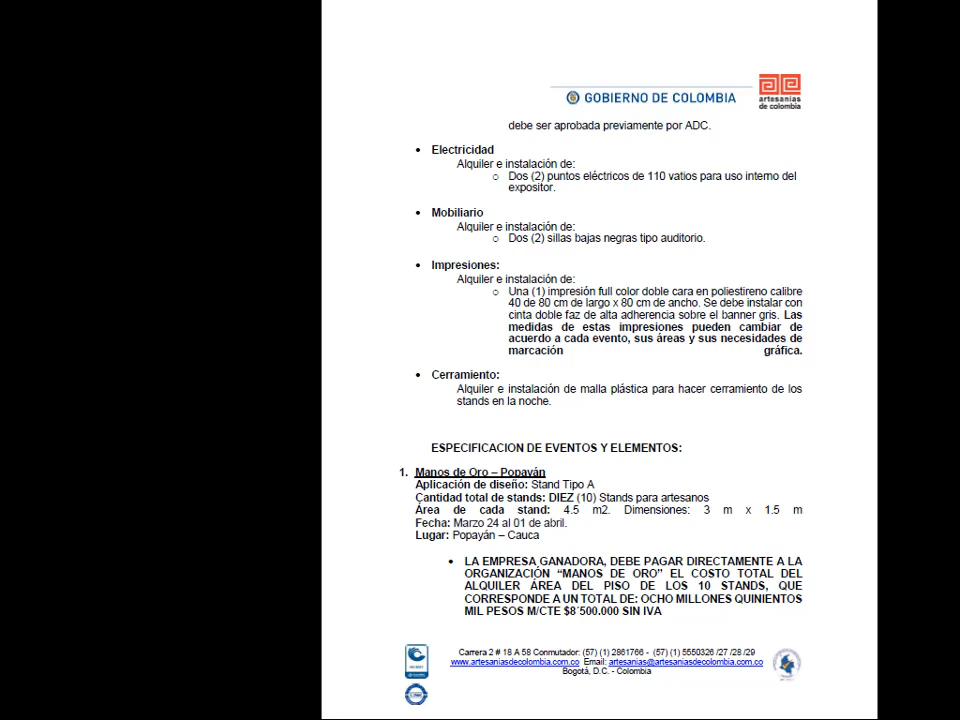 GOBIERNO DE COLOMBIA
artesanías
de colombia
debe ser aprobada previamente por ADC.
• Electricidad
Alquiler e instalación de:
o Dos (2) puntos eléctricos de 110 vatios para uso interno del
expositor.
• Mobiliario
Alquiler e instalación de:
o Dos (2) sillas bajas negras tipo auditorio.
• Impresiones:
Alquiler e instalación de:
o Una (1) impresión full color doble cara en poliestireno calibre
40 de 80 cm de largo x 80 cm de ancho. Se debe instalar con
cinta doble faz de alta adherencia sobre el banner gris. Las
medidas de estas impresiones pueden cambiar de
acuerdo a cada evento, sus áreas y sus necesidades de
marcación gráfica.
• Cerramiento:
Alquiler e instalación de malla plástica para hacer cerramiento de los
stands en la noche.
ESPECIFICACION DE EVENTOS Y ELEMENTOS:
1. Manos de Oro – Popayán
Aplicación de diseño: Stand Tipo A
Cantidad total de stands: DIEZ (10) Stands para artesanos
Área de cada stand: 4.5 m2. Dimensiones: 3 m x 1.5 m
Fecha: Marzo 24 al 01 de abril.
Lugar: Popayán – Cauca
• LA EMPRESA GANADORA, DEBE PAGAR DIRECTAMENTE A LA
ORGANIZACIÓN “MANOS DE ORO” EL COSTO TOTAL DEL
ALQUILER ÁREA DEL PISO DE LOS 10 STANDS, QUE
CORRESPONDE A UN TOTAL DE: OCHO MILLONES QUINIENTOS
MIL PESOS M/CTE $8´500.000 SIN IVA
Carrera 2 # 18 A 58 Conmutador: (57) (1) 2861766 - (57) (1) 5550326 /27 /28 /29
www.artesaniasdecolombia.com.co Email: artesanias@artesaniasdecolombia.com.co
Bogotá, D.C. - Colombia